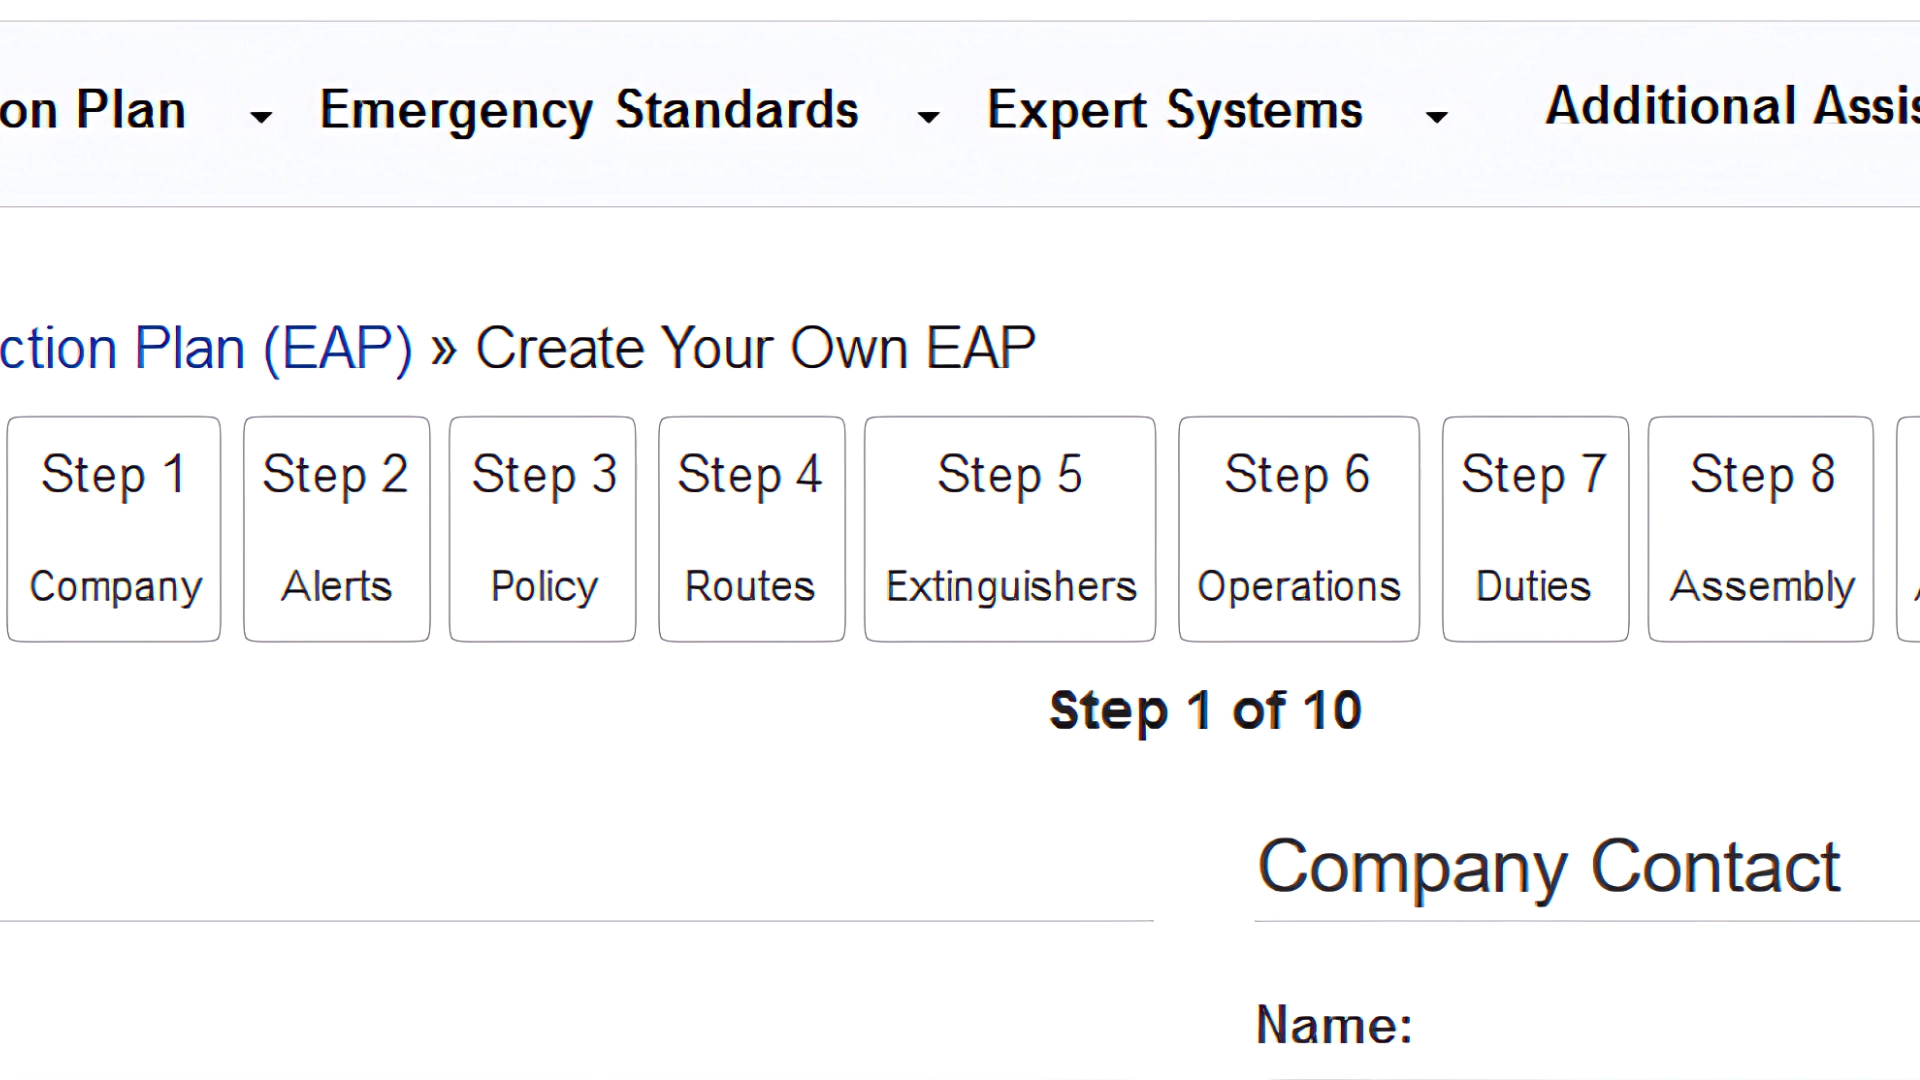 on Plan Emergency Standards Expert Systems Additional Assis
ction Plan (EAP) » Create Your Own EAP
Step 1 Step 2 Step 3 Step 4 Step 5 Step 6 Step 7 Step 8
Company Alerts Policy Routes Extinguishers Operations Duties Assembly
Step 1 of 10
Company Contact
Name: